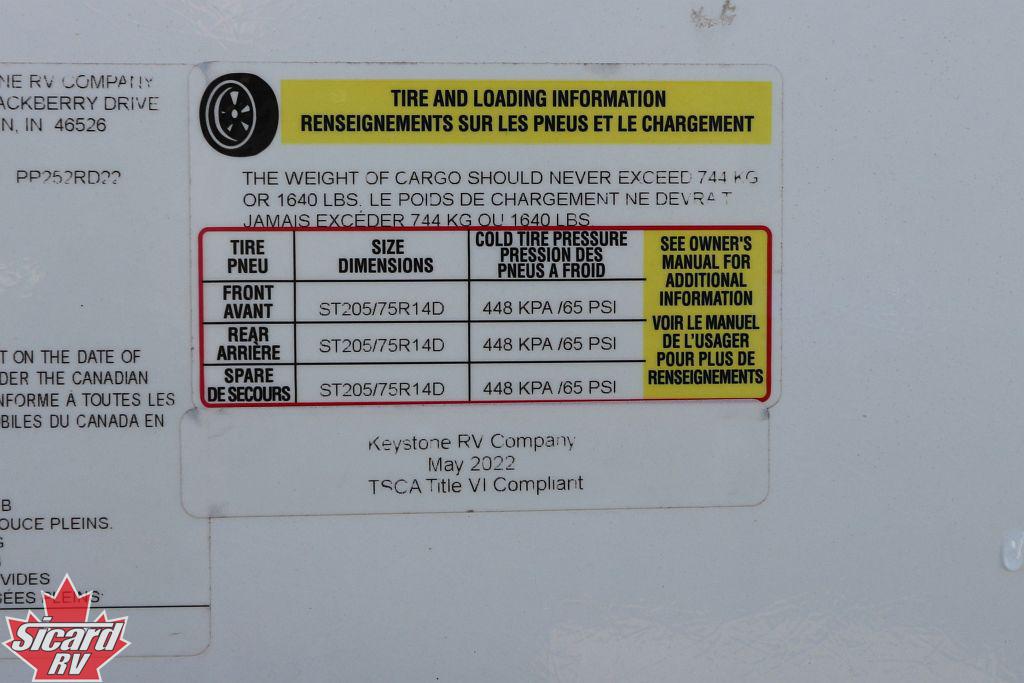 NE RV COMPANY
ACKBERRY DRIVE
N, IN 46526
PP252RD22
T ON THE DATE OF
DER THE CANADIAN
NFORME À TOUTES LES
BILES DU CANADA EN
B
OUCE PLEINS.
G
VIDES
ÉES PLEINS
TIRE AND LOADING INFORMATION
RENSEIGNEMENTS SUR LES PNEUS ET LE CHARGEMENT
THE WEIGHT OF CARGO SHOULD NEVER EXCEED 744 KG
OR 1640 LBS. LE POIDS DE CHARGEMENT NE DEVRAIT
JAMAIS EXCÉDER 744 KG OU 1640 LBS
TIRE
PNEU
SIZE
DIMENSIONS
COLD TIRE PRESSURE
PRESSION DES
PNEUS A FROID
FRONT
AVANT
ST205/75R14D
448 KPA /65 PSI
REAR
ARRIÈRE
ST205/75R14D
448 KPA /65 PSI
SPARE
DE SECOURS
ST205/75R14D
448 KPA /65 PSI
SEE OWNER'S
MANUAL FOR
ADDITIONAL
INFORMATION
VOIR LE MANUEL
DE L'USAGER
POUR PLUS DE
RENSEIGNEMENTS
Keystone RV Company
May 2022
TSCA Title VI Compliant
Sicard
RV